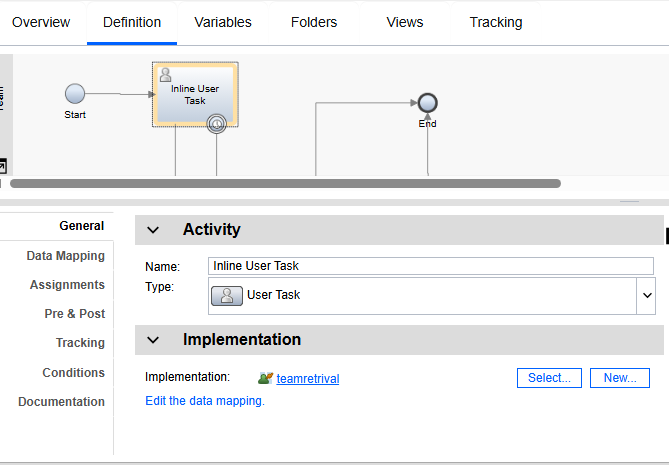 Overview Definition Variables Folders Views Tracking
Team
Start
Inline User
Task
End
General
Data Mapping
Assignments
Pre & Post
Tracking
Conditions
Documentation
Activity
Name: Inline User Task
Type: User Task
Implementation
Implementation: teamretrival Select... New...
Edit the data mapping.